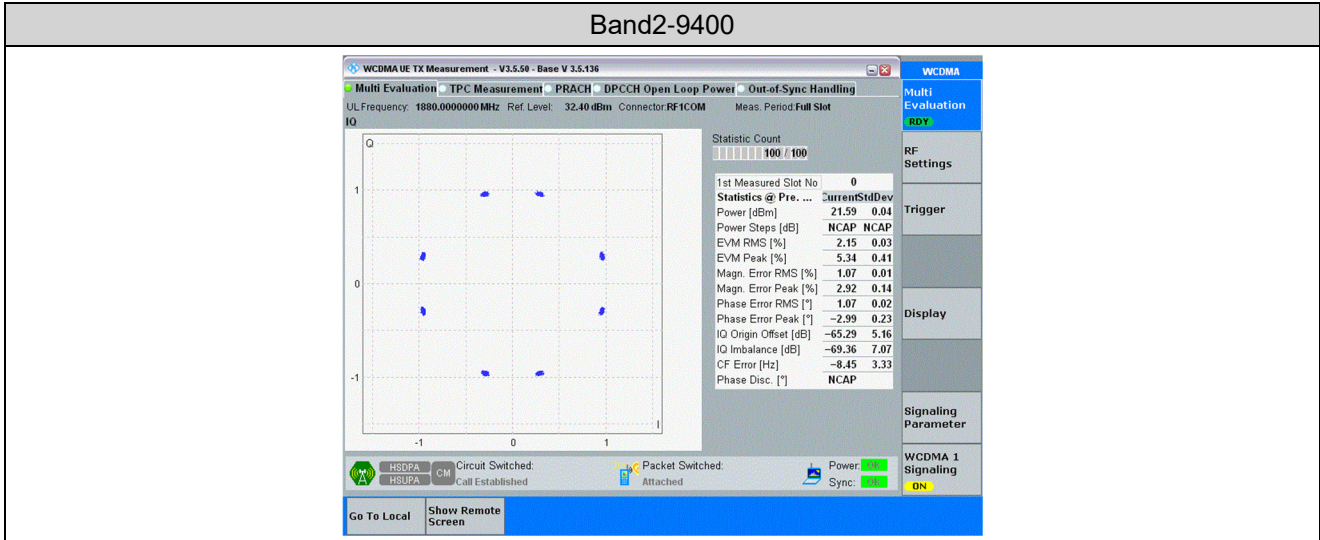 Band2-9400
WCDMA UE TX Measurement - V3.5.50 - Base V 3.5.136
WCDMA
Multi Evaluation TPC Measurement PRACH DPCCH Open Loop Power Out-of-Sync Handling
UL Frequency: 1880.0000000 MHz Ref. Level: 32.40 dBm Connector:RF1COM Meas. Period:Full Slot
IQ
Q
1
0
-1
-1 0 1
I
Statistic Count
100 / 100
1st Measured Slot No 0
Statistics @ Pre. ... CurrentStdDev
Power [dBm] 21.59 0.04
Power Steps [dB] NCAP NCAP
EVM RMS [%] 2.15 0.03
EVM Peak [%] 5.34 0.41
Magn. Error RMS [%] 1.07 0.01
Magn. Error Peak [%] 2.92 0.14
Phase Error RMS [°] 1.07 0.02
Phase Error Peak [°] -2.99 0.23
IQ Origin Offset [dB] -65.29 5.16
IQ Imbalance [dB] -69.36 7.07
CF Error [Hz] -8.45 3.33
Phase Disc. [°] NCAP
Multi
Evaluation
RDY
RF
Settings
Trigger
Display
Signaling
Parameter
WCDMA 1
Signaling
ON
HSDPA
HSUPA
CM
Circuit Switched:
Call Established
Packet Switched:
Attached
Power: OK
Sync: OK
Go To Local
Show Remote
Screen